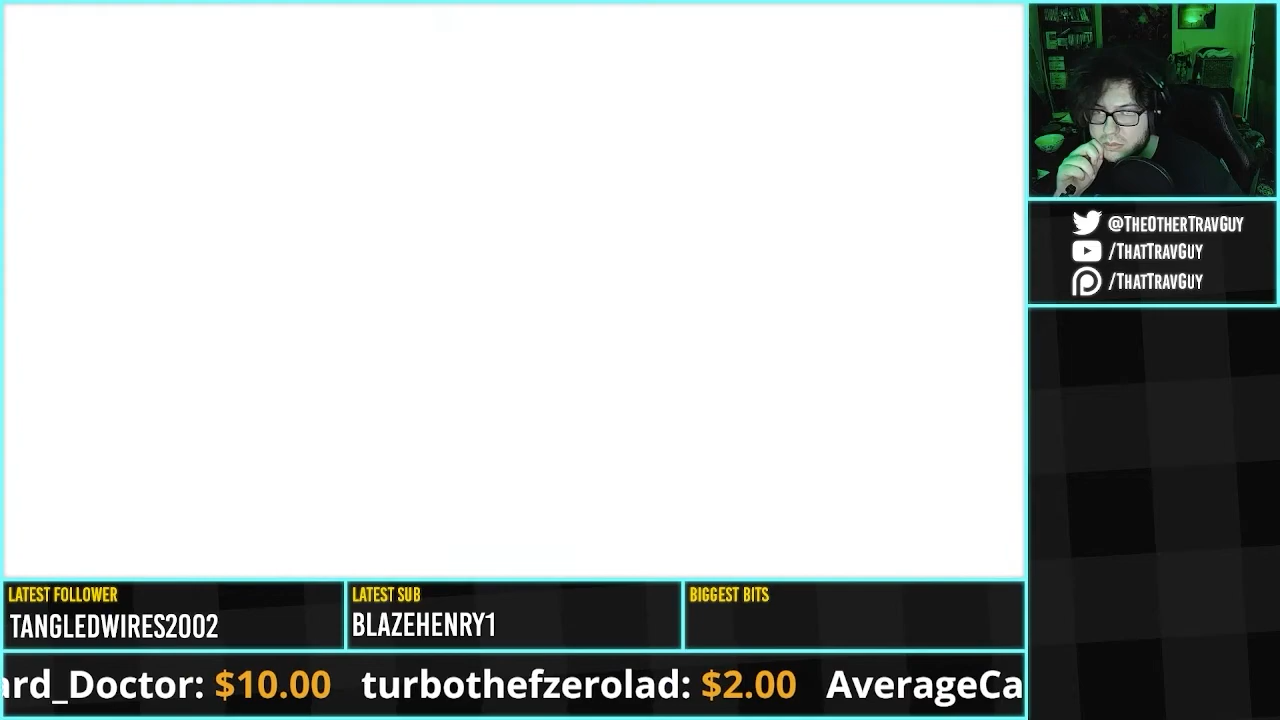 @TheOtherTravGuy
/ThatTravGuy
/ThatTravGuy
LATEST FOLLOWER
TANGLEDWIRES2002
LATEST SUB
BLAZEHENRY1
BIGGEST BITS
ard_Doctor: $10.00 turbothefzerolad: $2.00 AverageCa